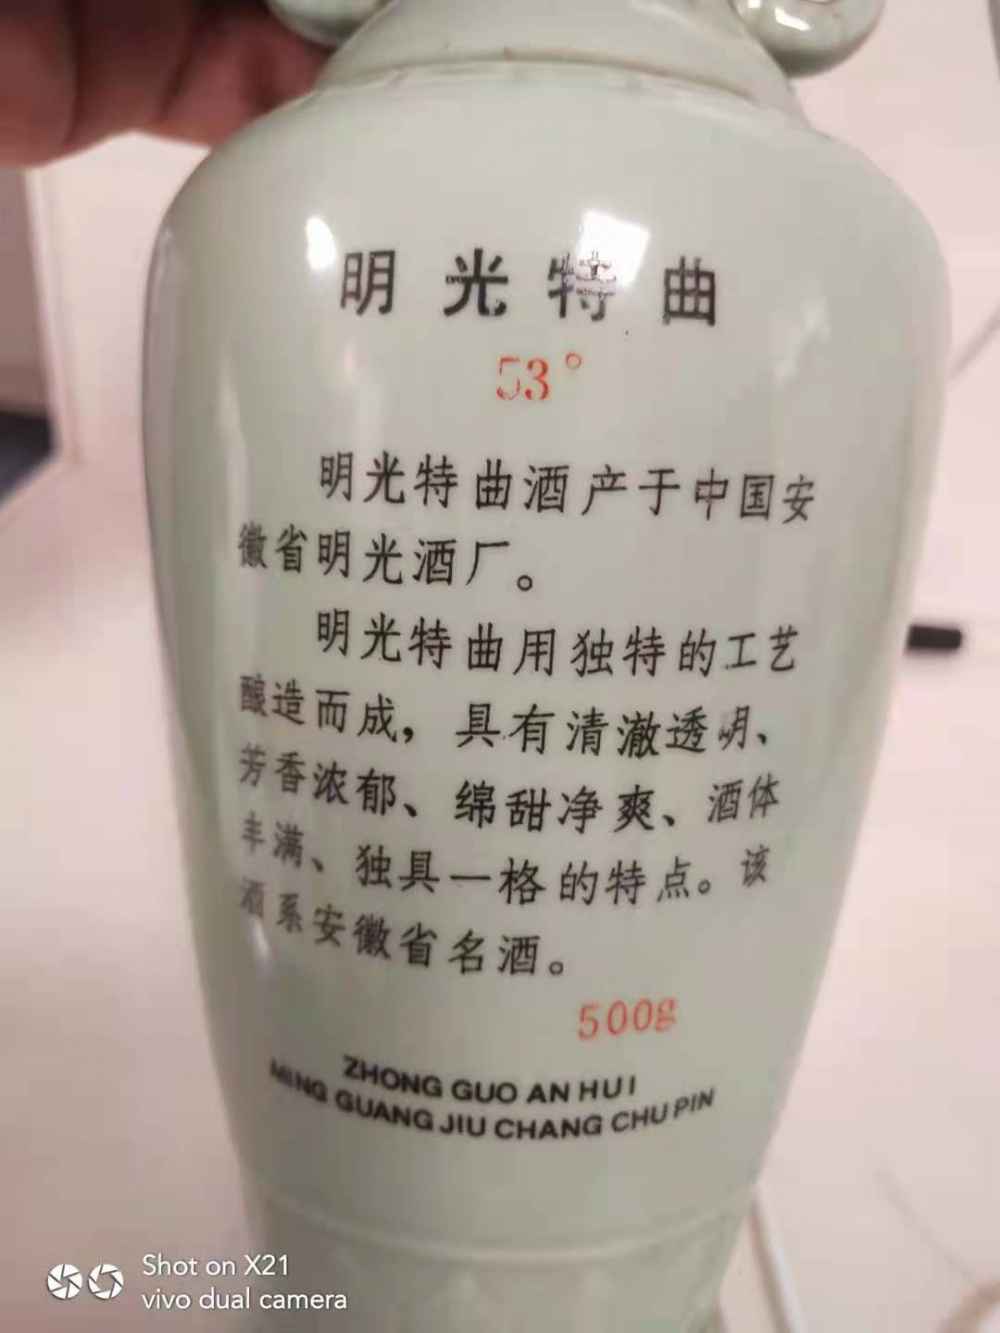 明光特曲
53°
明光特曲酒产于中国安
徽省明光酒厂。
明光特曲用独特的工艺
酿造而成，具有清澈透明、
芳香浓郁、绵甜净爽、酒体
丰满、独具一格的特点。该
酒系安徽省名酒。
500g
ZHONG GUO AN HUI
MING GUANG JIU CHANG CHU PIN
Shot on X21
vivo dual camera